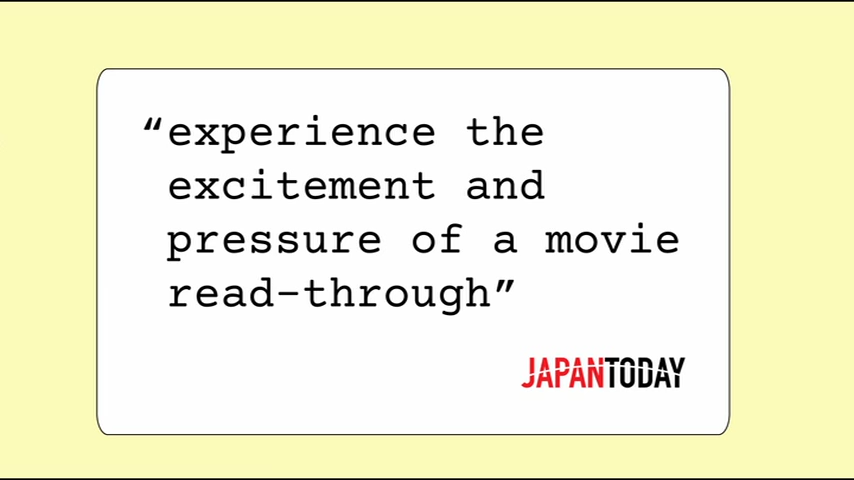 “experience the
excitement and
pressure of a movie
read-through”
JAPANTODAY